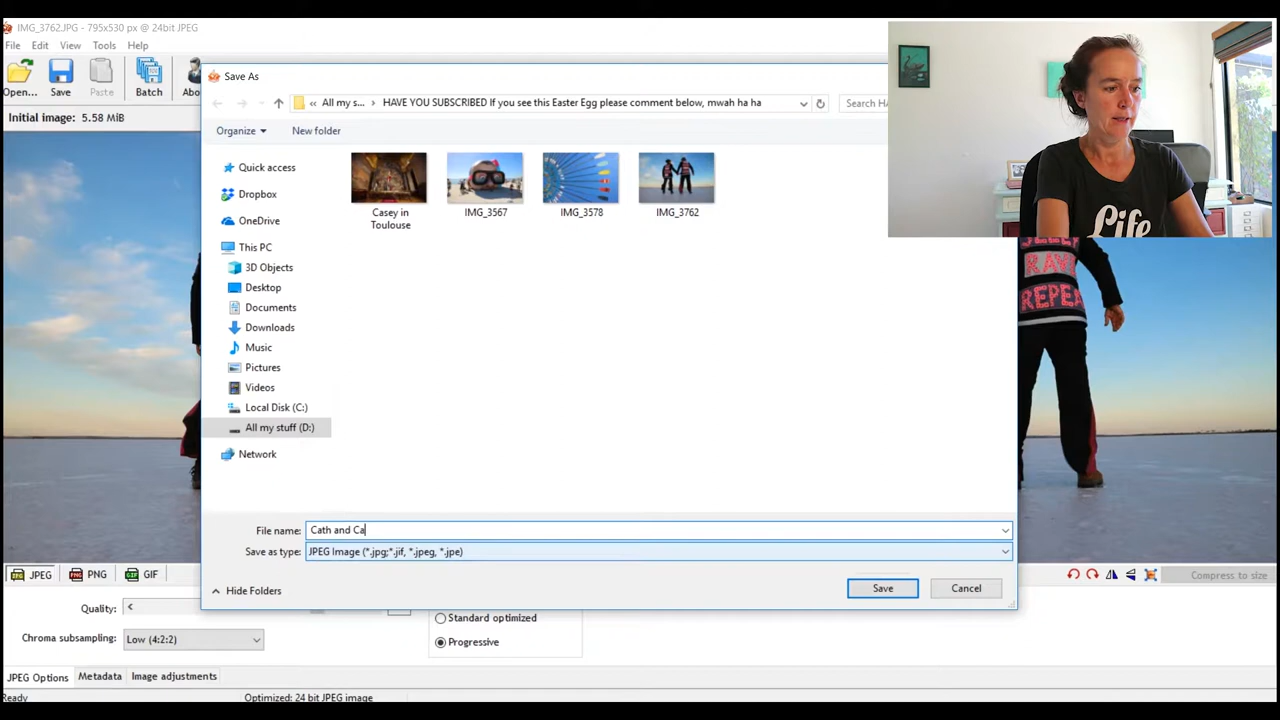 IMG_3762.JPG - 795x530 px @ 24bit JPEG
File Edit View Tools Help
Open... Save Paste Batch Abo
Initial image: 5.58 MiB
Save As
« All my s... > HAVE YOU SUBSCRIBED If you see this Easter Egg please comment below, mwah ha ha
Search HA
Organize New folder
Quick access
Dropbox
OneDrive
This PC
3D Objects
Desktop
Documents
Downloads
Music
Pictures
Videos
Local Disk (C:)
All my stuff (D:)
Network
Casey in
Toulouse
IMG_3567
IMG_3578
IMG_3762
Life
RAV
REPEA
File name: Cath and Ca
Save as type: JPEG Image (*.jpg;*.jif, *.jpeg, *.jpe)
Hide Folders
Save Cancel
JPEG PNG GIF
Compress to size
Quality: <
Standard optimized
Chroma subsampling: Low (4:2:2)
Progressive
JPEG Options Metadata Image adjustments
Ready
Optimized: 24 bit JPEG image